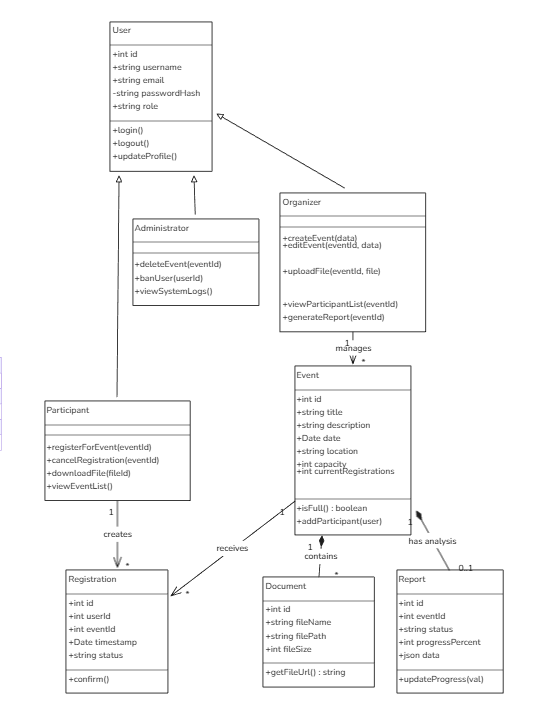 User
+int id
+string username
+string email
-string passwordHash
+string role
+login()
+logout()
+updateProfile()
Administrator
+deleteEvent(eventId)
+banUser(userId)
+viewSystemLogs()
Organizer
+createEvent(data)
+editEvent(eventId, data)
+uploadFile(eventId, file)
+viewParticipantList(eventId)
+generateReport(eventId)
1
manages
*
Event
+int id
+string title
+string description
+Date date
+string location
+int capacity
+int currentRegistrations
+isFull() : boolean
+addParticipant(user)
Participant
+registerForEvent(eventId)
+cancelRegistration(eventId)
+downloadFile(fileId)
+viewEventList()
1
creates
*
1
receives
*
1
contains
*
1
has analysis
0..1
Registration
+int id
+int userId
+int eventId
+Date timestamp
+string status
+confirm()
Document
+int id
+string fileName
+string filePath
+int fileSize
+getFileUrl() : string
Report
+int id
+int eventId
+string status
+int progressPercent
+json data
+updateProgress(val)